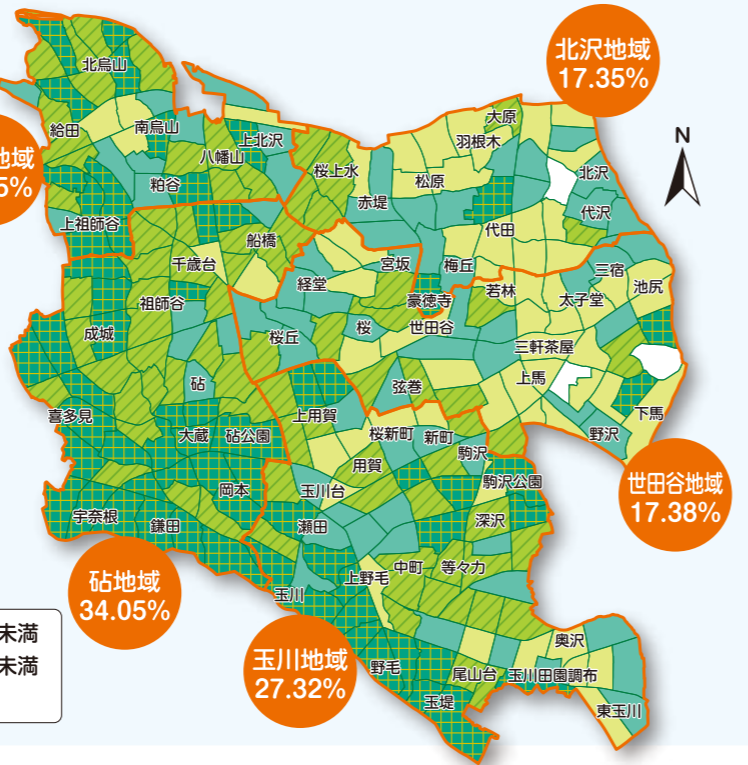 北沢地域
17.35%
N
地域
5%
北烏山
給田
南烏山
上北沢
八幡山
粕谷
上祖師谷
桜上水
大原
羽根木
松原
赤堤
北沢
代沢
代田
梅丘
船橋
千歳台
祖師谷
成城
砧
喜多見
大蔵
砧公園
岡本
宇奈根
鎌田
経堂
宮坂
豪徳寺
桜丘
桜
世田谷
若林
三宿
太子堂
池尻
三軒茶屋
上馬
下馬
野沢
弦巻
上用賀
桜新町
新町
用賀
駒沢
玉川台
駒沢公園
瀬田
深沢
中町
等々力
上野毛
玉川
野毛
尾山台
玉川田園調布
奥沢
玉堤
東玉川
世田谷地域
17.38%
砧地域
34.05%
玉川地域
27.32%
未満
未満